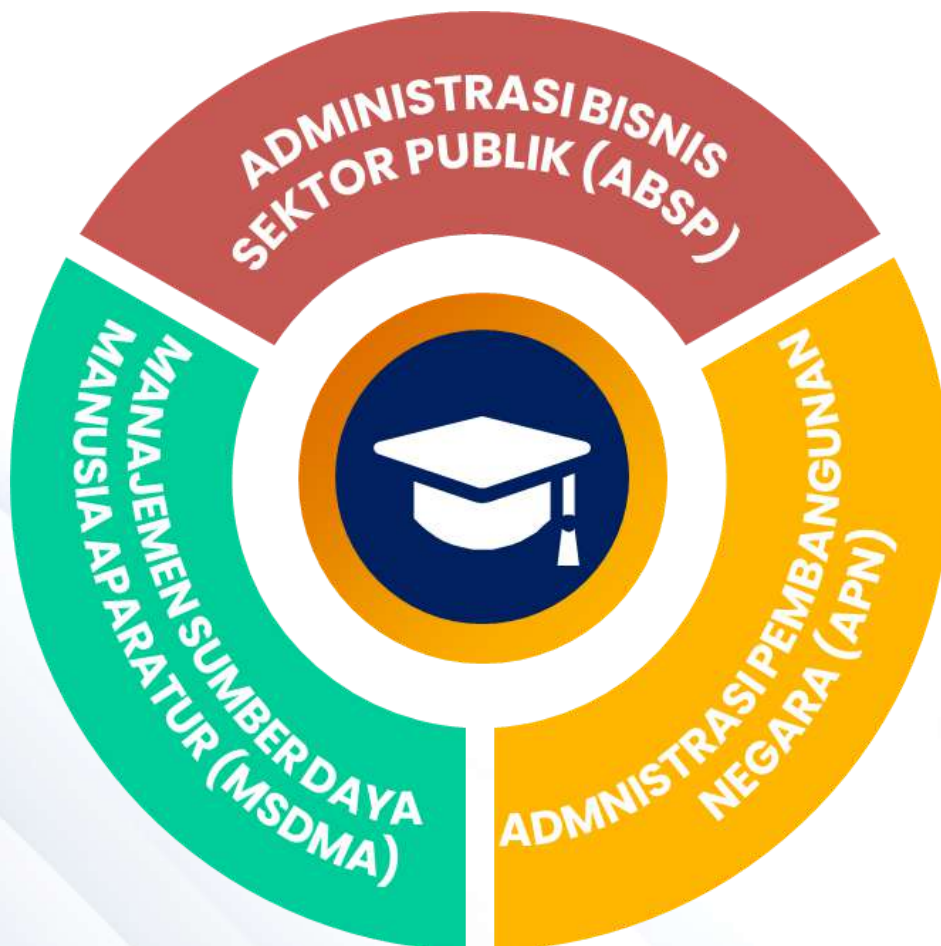 ADMINISTRASI BISNIS
SEKTOR PUBLIK (ABSP)
MANAJEMEN SUMBER DAYA
MANUSIA APARATUR (MSDMA)
ADMNISTRASI PEMBANGUNAN
NEGARA (APN)